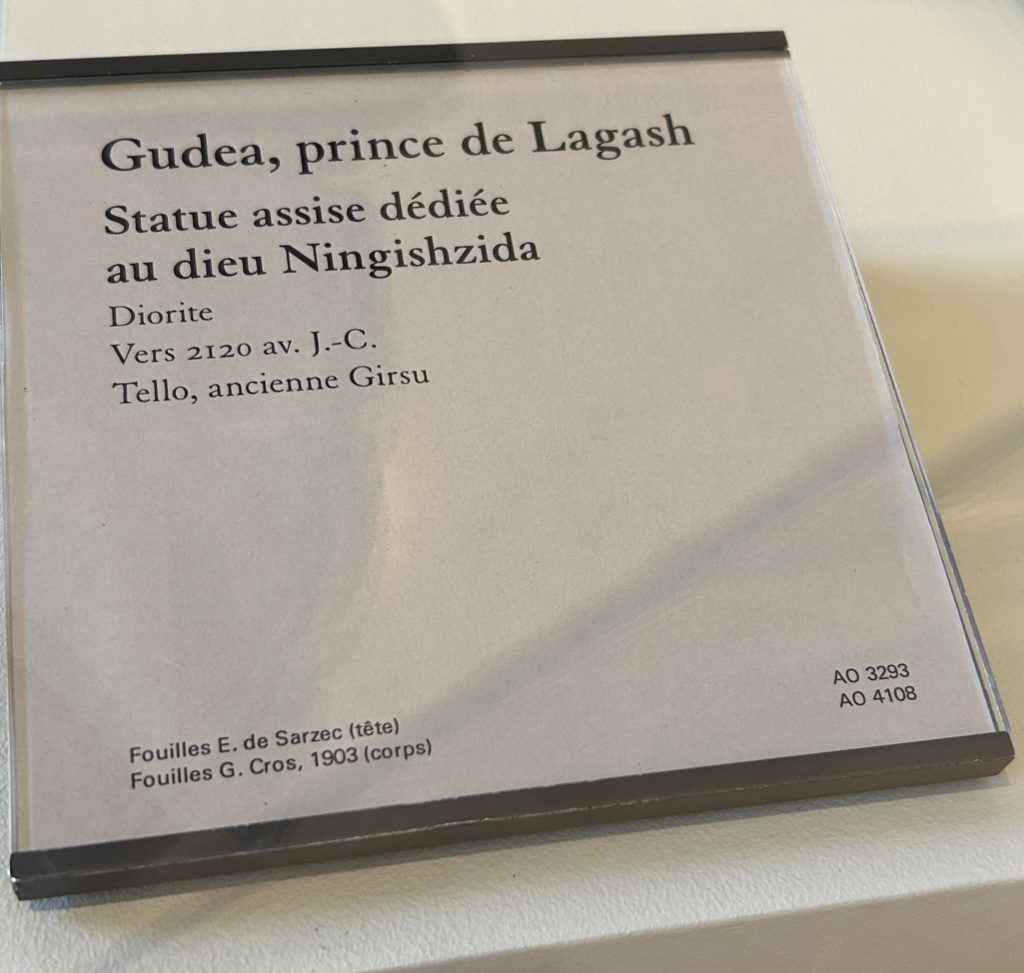 Gudea, prince de Lagash
Statue assise dédiée
au dieu Ningishzida
Diorite
Vers 2120 av. J.-C.
Tello, ancienne Girsu
AO 3293
AO 4108
Fouilles E. de Sarzec (tête)
Fouilles G. Cros, 1903 (corps)